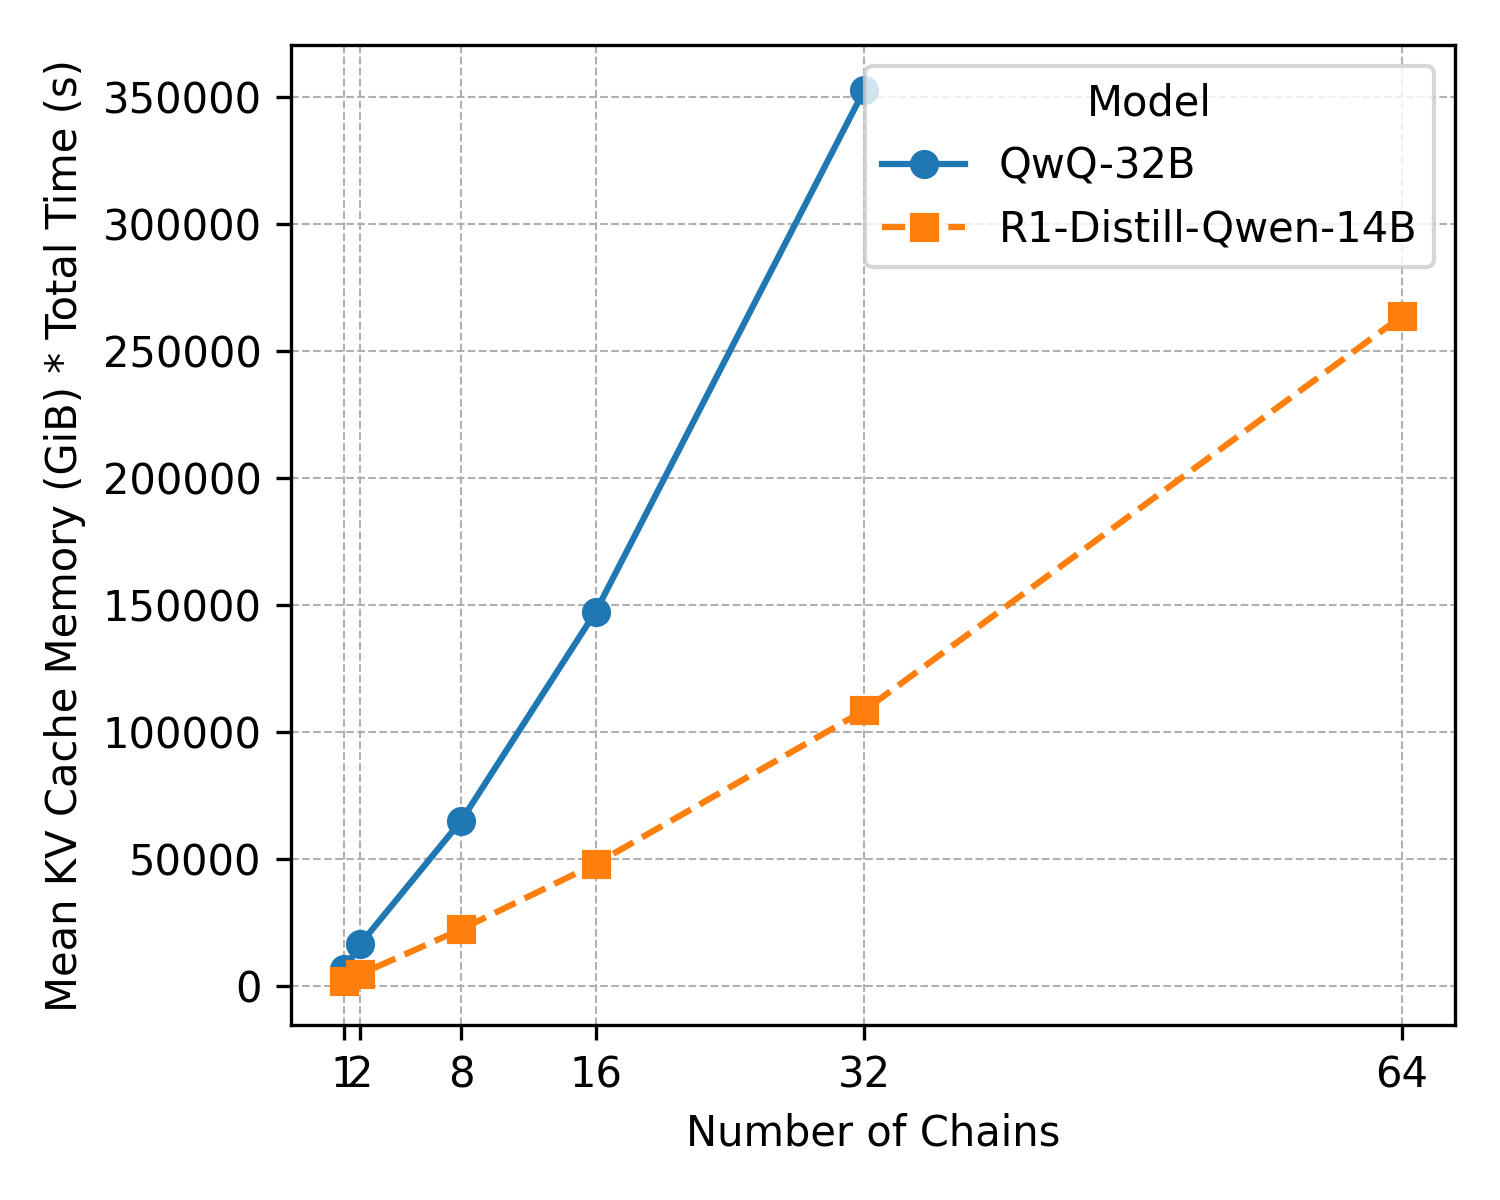 Mean KV Cache Memory (GiB) * Total Time (s)
350000
300000
250000
200000
150000
100000
50000
0
Model
QwQ-32B
R1-Distill-Qwen-14B
1 2 8 16 32 64
Number of Chains